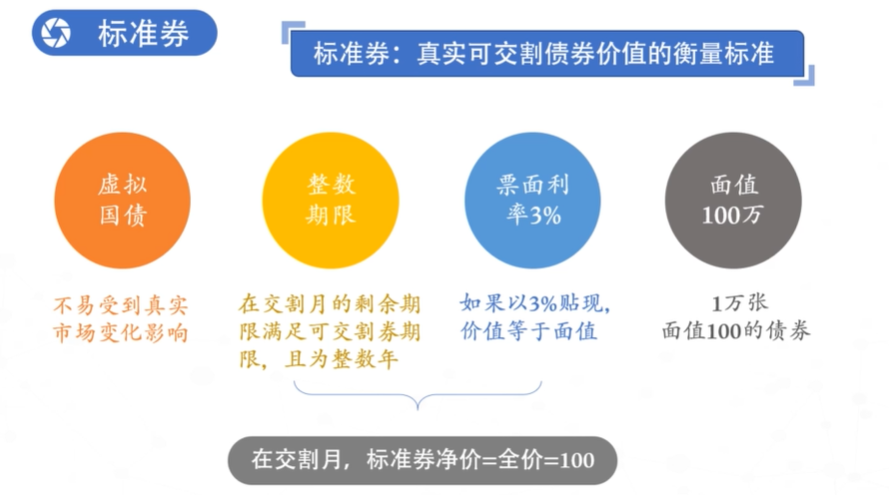 标准券
标准券：真实可交割债券价值的衡量标准
虚拟
国债
整数
期限
票面利
率3%
面值
100万
不易受到真实
市场变化影响
在交割月的剩余期
限满足可交割券期
限，且为整数年
如果以3%贴现，
价值等于面值
1万张
面值100的债券
在交割月，标准券净价=全价=100